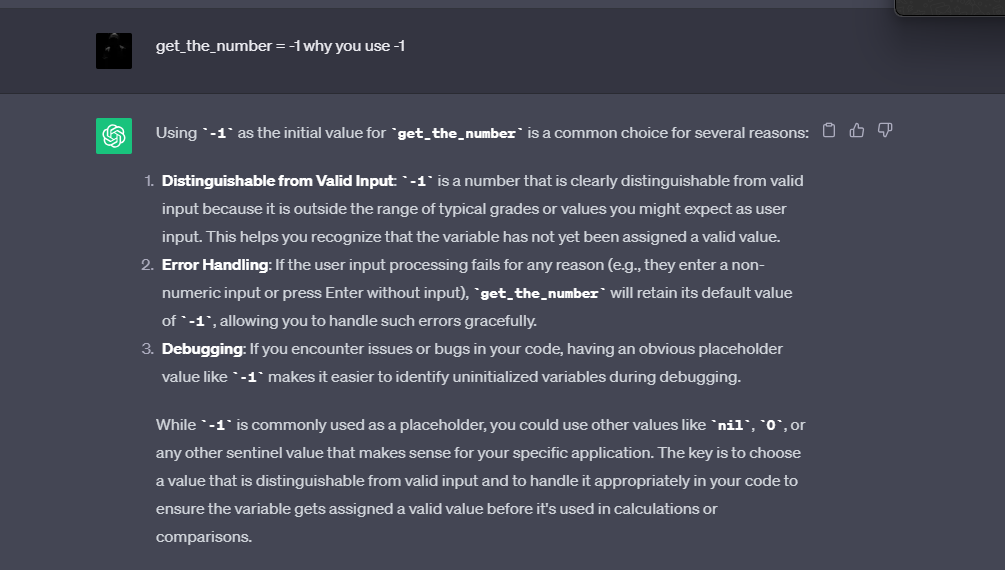 get_the_number = -1 why you use -1
Using `-1` as the initial value for `get_the_number` is a common choice for several reasons:
1. Distinguishable from Valid Input: `-1` is a number that is clearly distinguishable from valid
input because it is outside the range of typical grades or values you might expect as user
input. This helps you recognize that the variable has not yet been assigned a valid value.
2. Error Handling: If the user input processing fails for any reason (e.g., they enter a non-
numeric input or press Enter without input), `get_the_number` will retain its default value
of `-1`, allowing you to handle such errors gracefully.
3. Debugging: If you encounter issues or bugs in your code, having an obvious placeholder
value like `-1` makes it easier to identify uninitialized variables during debugging.
While `-1` is commonly used as a placeholder, you could use other values like `nil`, `0`, or
any other sentinel value that makes sense for your specific application. The key is to choose
a value that is distinguishable from valid input and to handle it appropriately in your code to
ensure the variable gets assigned a valid value before it's used in calculations or
comparisons.